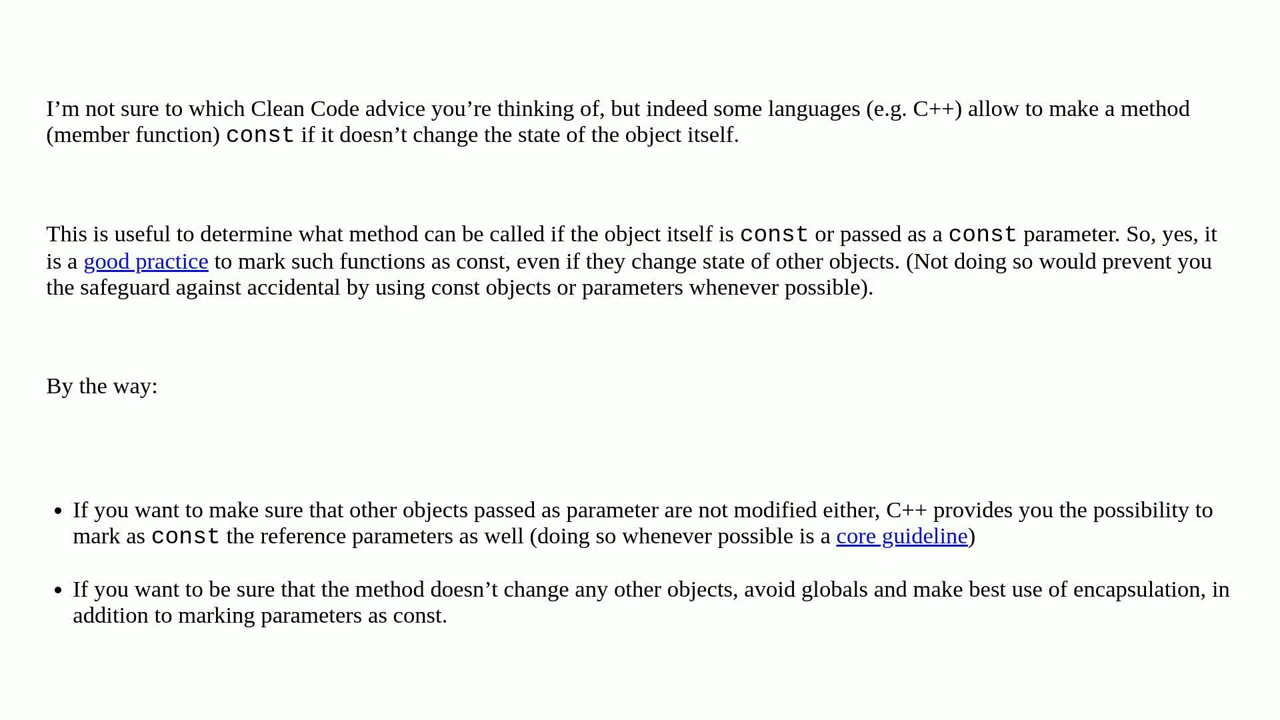 I’m not sure to which Clean Code advice you’re thinking of, but indeed some languages (e.g. C++) allow to make a method
(member function) const if it doesn’t change the state of the object itself.
This is useful to determine what method can be called if the object itself is const or passed as a const parameter. So, yes, it
is a good practice to mark such functions as const, even if they change state of other objects. (Not doing so would prevent you
the safeguard against accidental by using const objects or parameters whenever possible).
By the way:
• If you want to make sure that other objects passed as parameter are not modified either, C++ provides you the possibility to
mark as const the reference parameters as well (doing so whenever possible is a core guideline)
• If you want to be sure that the method doesn’t change any other objects, avoid globals and make best use of encapsulation, in
addition to marking parameters as const.